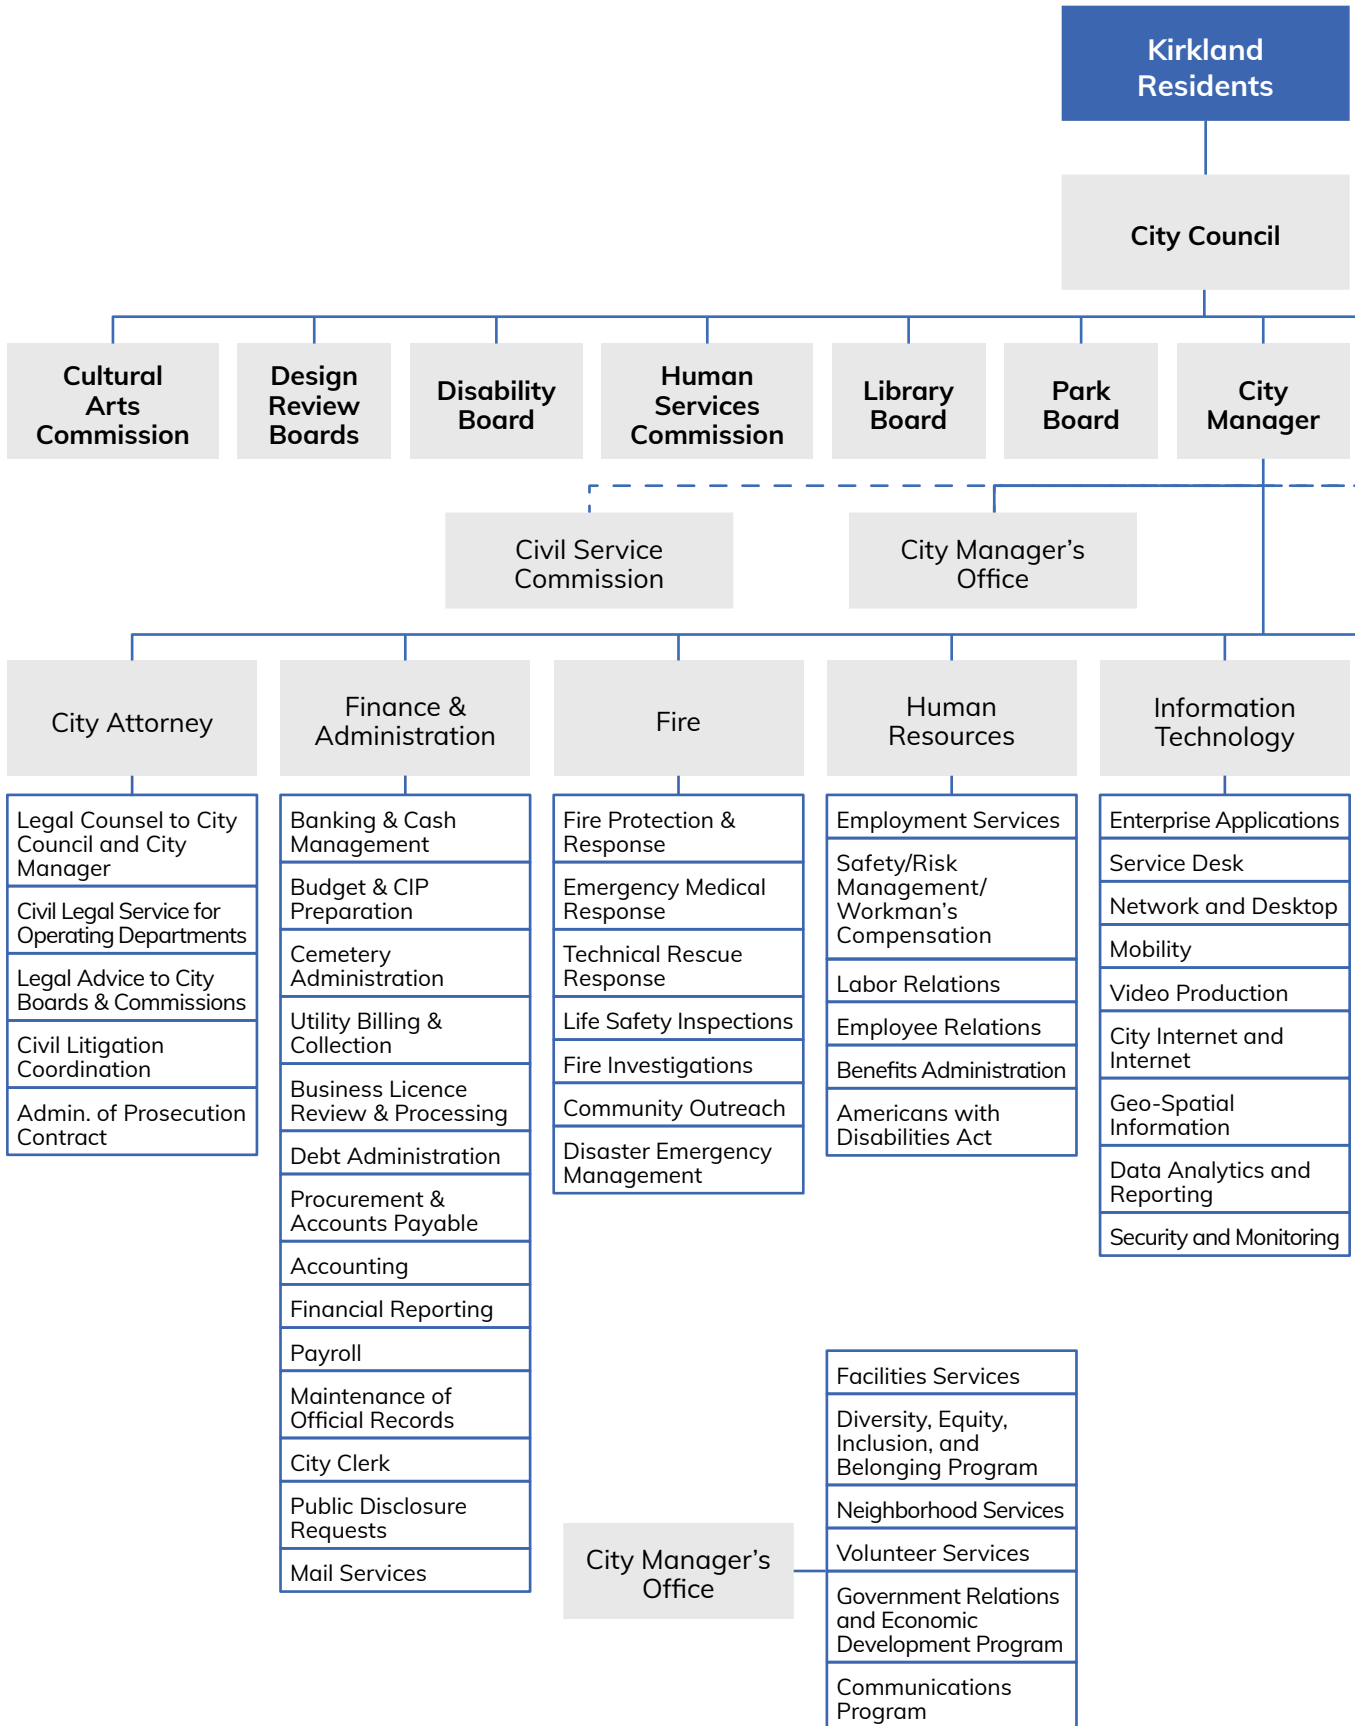 Kirkland
Residents
City Council
Cultural
Arts
Commission
Design
Review
Boards
Disability
Board
Human
Services
Commission
Library
Board
Park
Board
City
Manager
Civil Service
Commission
City Manager’s
Office
City Attorney
Legal Counsel to City
Council and City
Manager
Civil Legal Service for
Operating Departments
Legal Advice to City
Boards & Commissions
Civil Litigation
Coordination
Admin. of Prosecution
Contract
Finance &
Administration
Banking & Cash
Management
Budget & CIP
Preparation
Cemetery
Administration
Utility Billing &
Collection
Business Licence
Review & Processing
Debt Administration
Procurement &
Accounts Payable
Accounting
Financial Reporting
Payroll
Maintenance of
Official Records
City Clerk
Public Disclosure
Requests
Mail Services
Fire
Fire Protection &
Response
Emergency Medical
Response
Technical Rescue
Response
Life Safety Inspections
Fire Investigations
Community Outreach
Disaster Emergency
Management
Human
Resources
Employment Services
Safety/Risk
Management/
Workman’s
Compensation
Labor Relations
Employee Relations
Benefits Administration
Americans with
Disabilities Act
Information
Technology
Enterprise Applications
Service Desk
Network and Desktop
Mobility
Video Production
City Internet and
Internet
Geo-Spatial
Information
Data Analytics and
Reporting
Security and Monitoring
City Manager’s
Office
Facilities Services
Diversity, Equity,
Inclusion, and
Belonging Program
Neighborhood Services
Volunteer Services
Government Relations
and Economic
Development Program
Communications
Program